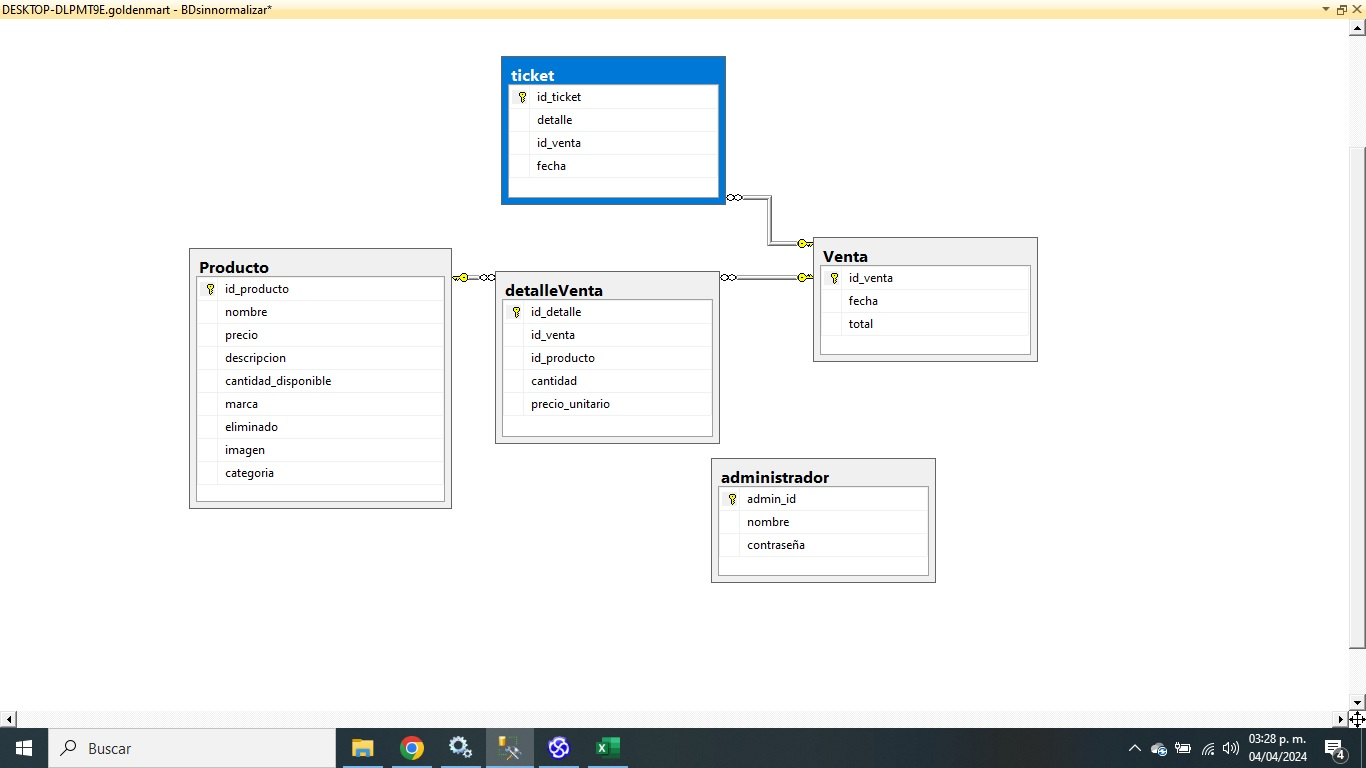 DESKTOP-DLPMT9E.goldenmart - BDsinnormalizar*
ticket
id_ticket
detalle
id_venta
fecha
Producto
id_producto
nombre
precio
descripcion
cantidad_disponible
marca
eliminado
imagen
categoria
detalleVenta
id_detalle
id_venta
id_producto
cantidad
precio_unitario
Venta
id_venta
fecha
total
administrador
admin_id
nombre
contraseña
Buscar
03:28 p. m.
04/04/2024
4